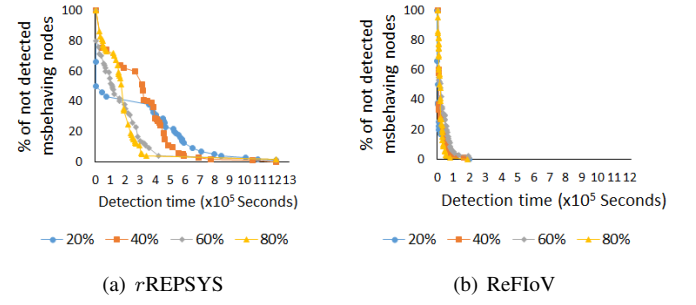 % of not detected
msbehaving nodes
100
80
60
40
20
0
0 1 2 3 4 5 6 7 8 9 10 11 12 13
Detection time (x10⁵ Seconds)
20% 40% 60% 80%
(a) rREPSYS
% of not detected
msbehaving nodes
100
80
60
40
20
0
0 1 2 3 4 5 6 7 8 9 10 11 12
Detection time (x10⁵ Seconds)
20% 40% 60% 80%
(b) ReFIoV